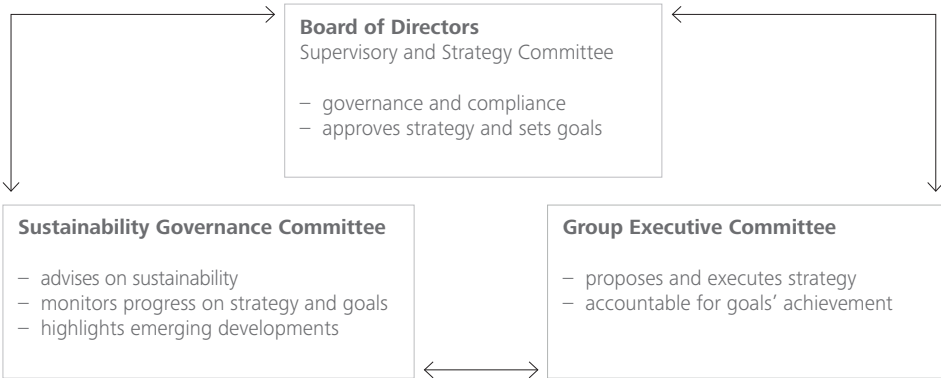 Board of Directors
Supervisory and Strategy Committee
– governance and compliance
– approves strategy and sets goals
Sustainability Governance Committee
– advises on sustainability
– monitors progress on strategy and goals
– highlights emerging developments
Group Executive Committee
– proposes and executes strategy
– accountable for goals’ achievement